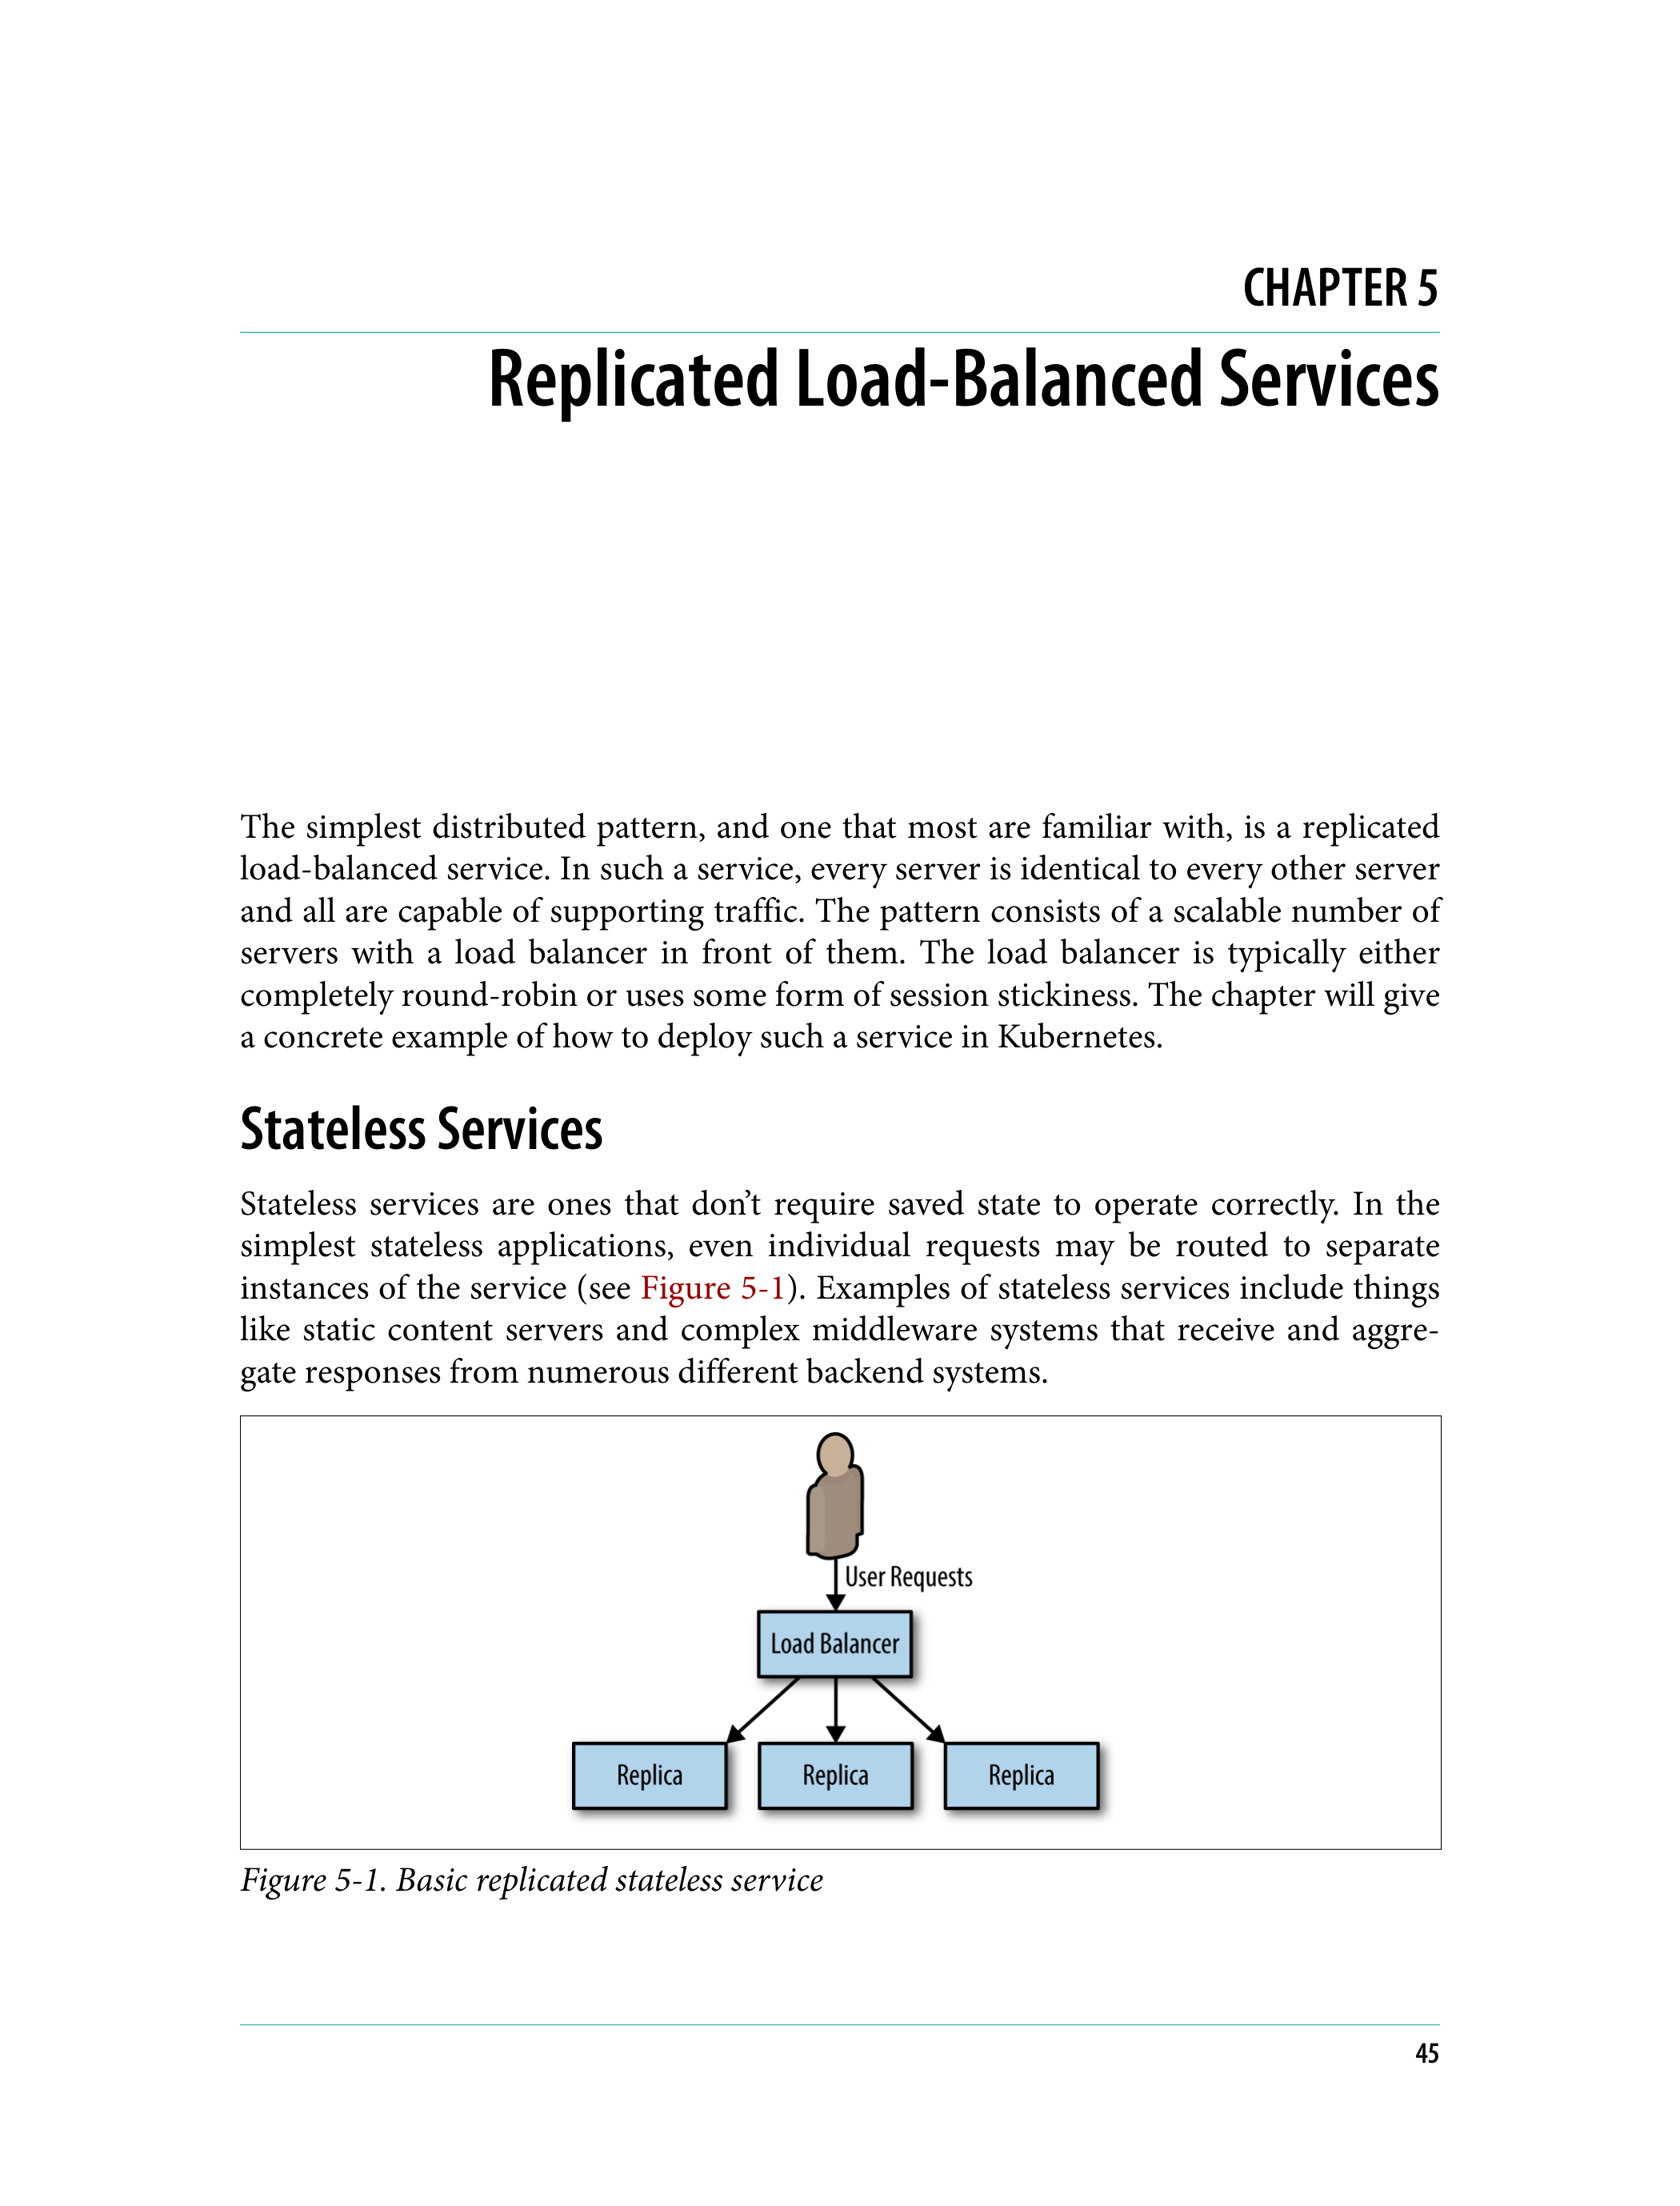 CHAPTER 5
Replicated Load-Balanced Services
The simplest distributed pattern, and one that most are familiar with, is a replicated
load-balanced service. In such a service, every server is identical to every other server
and all are capable of supporting traffic. The pattern consists of a scalable number of
servers with a load balancer in front of them. The load balancer is typically either
completely round-robin or uses some form of session stickiness. The chapter will give
a concrete example of how to deploy such a service in Kubernetes.
Stateless Services
Stateless services are ones that don’t require saved state to operate correctly. In the
simplest stateless applications, even individual requests may be routed to separate
instances of the service (see Figure 5-1). Examples of stateless services include things
like static content servers and complex middleware systems that receive and aggre-
gate responses from numerous different backend systems.
User Requests
Load Balancer
Replica Replica Replica
Figure 5-1. Basic replicated stateless service
45